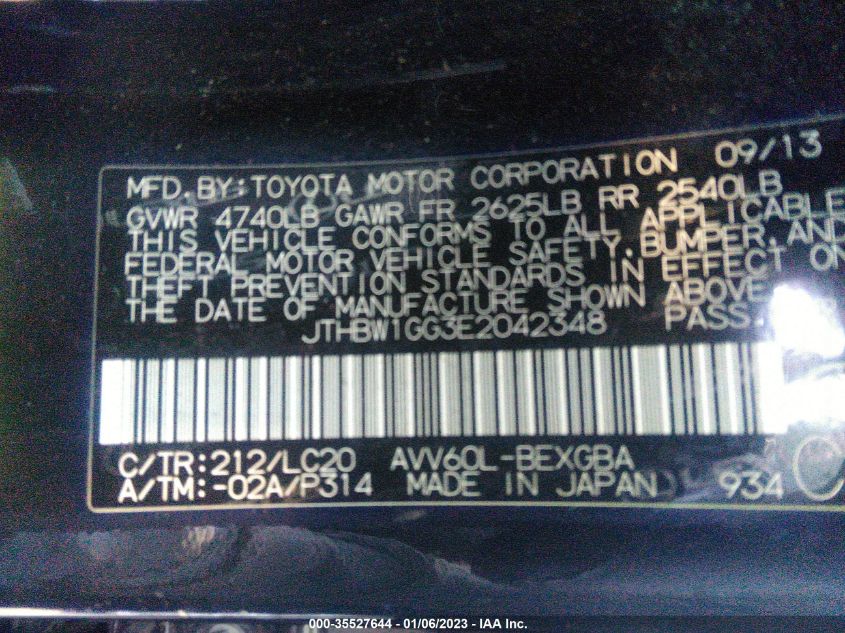 MFD.BY:TOYOTA MOTOR CORPORATION 09/13
GVWR 4740LB GAWR FR 2625LB RR 2540LB
THIS VEHICLE CONFORMS TO ALL APPLICABLE
FEDERAL MOTOR VEHICLE SAFETY,BUMPER,AND
THEFT PREVENTION STANDARDS IN EFFECT ON
THE DATE OF MANUFACTURE SHOWN ABOVE.
JTHBW1GG3E2042348 PASS.
C/TR:212/LC20 AVV60L-BEXGBA
A/TM:-02A/P314 MADE IN JAPAN 934
000-35527644 - 01/06/2023 - IAA Inc.